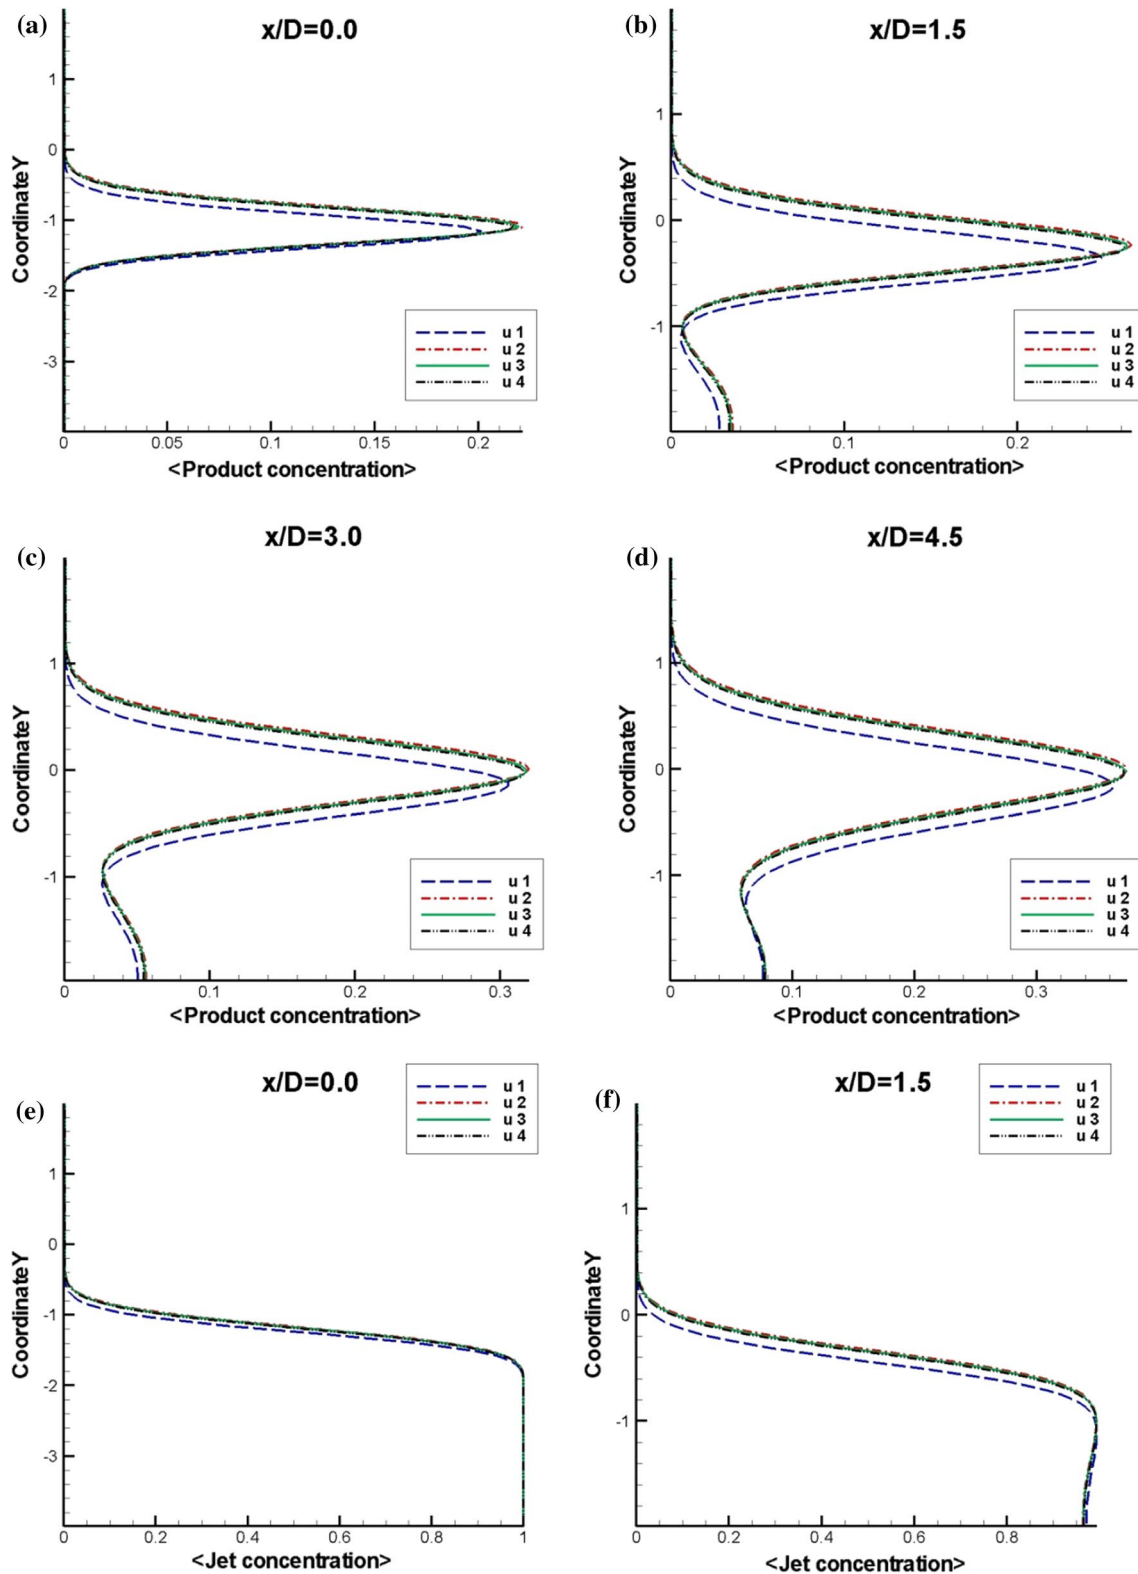 (a)
x/D=0.0
1
0
-1
-2
-3
CoordinateY
u 1
u 2
u 3
u 4
0
0.05
0.1
0.15
0.2
<Product concentration>
(b)
x/D=1.5
1
0
-1
CoordinateY
u 1
u 2
u 3
u 4
0
0.1
0.2
<Product concentration>
(c)
x/D=3.0
1
0
-1
CoordinateY
u 1
u 2
u 3
u 4
0
0.1
0.2
0.3
<Product concentration>
(d)
x/D=4.5
1
0
-1
CoordinateY
u 1
u 2
u 3
u 4
0
0.1
0.2
0.3
<Product concentration>
(e)
x/D=0.0
u 1
u 2
u 3
u 4
1
0
-1
-2
-3
CoordinateY
0
0.2
0.4
0.6
0.8
1
<Jet concentration>
(f)
x/D=1.5
u 1
u 2
u 3
u 4
1
0
-1
CoordinateY
0
0.2
0.4
0.6
0.8
<Jet concentration>